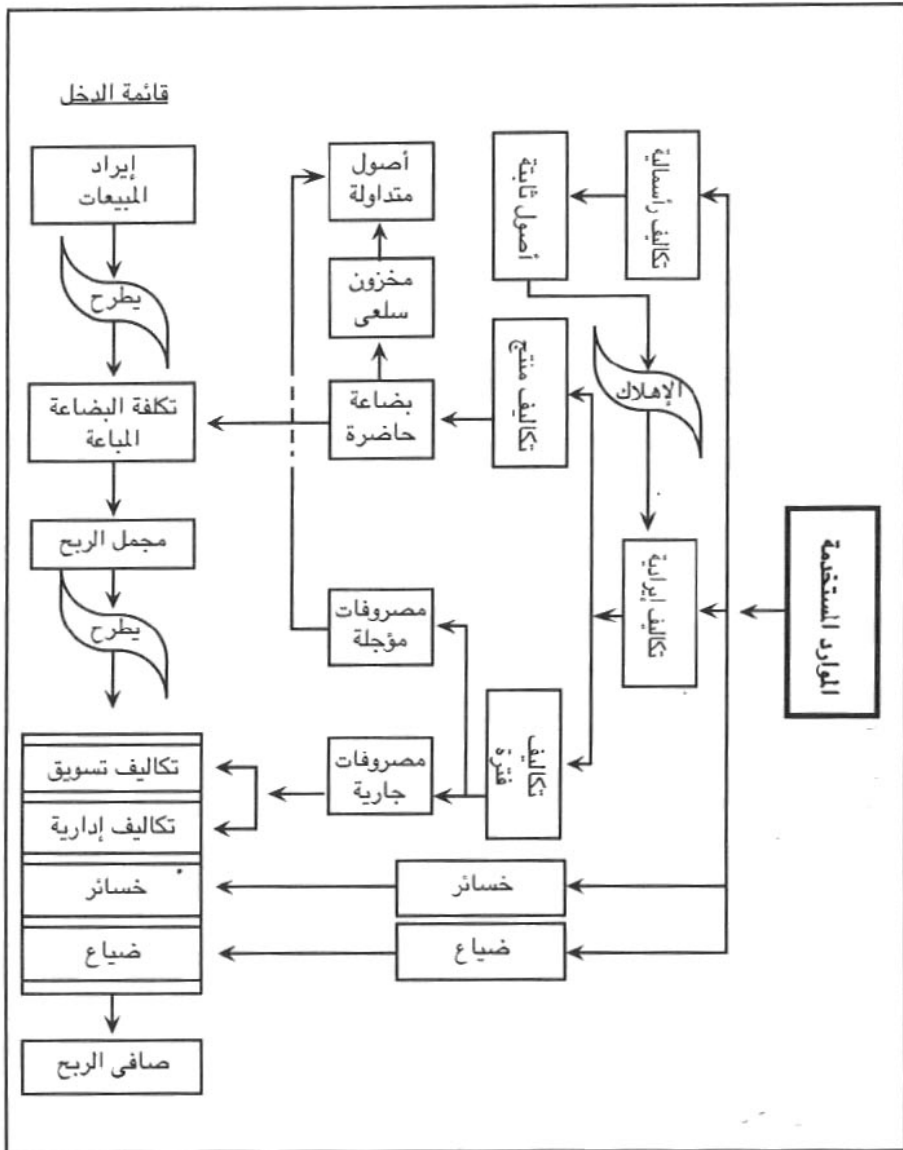 قائمة الدخل
الموارد المستخدمة
تكاليف رأسمالية
أصول ثابتة
الإهلاك
تكاليف إيرادية
تكاليف منتج
تكاليف
فترة
أصول
متداولة
مخزون
سلعى
بضاعة
حاضرة
مصروفات
مؤجلة
مصروفات
جارية
خسائر
ضياع
إيراد
المبيعات
يطرح
تكلفة البضاعة
المباعة
مجمل الربح
يطرح
تكاليف تسويق
تكاليف إدارية
خسائر
ضياع
صافى الربح